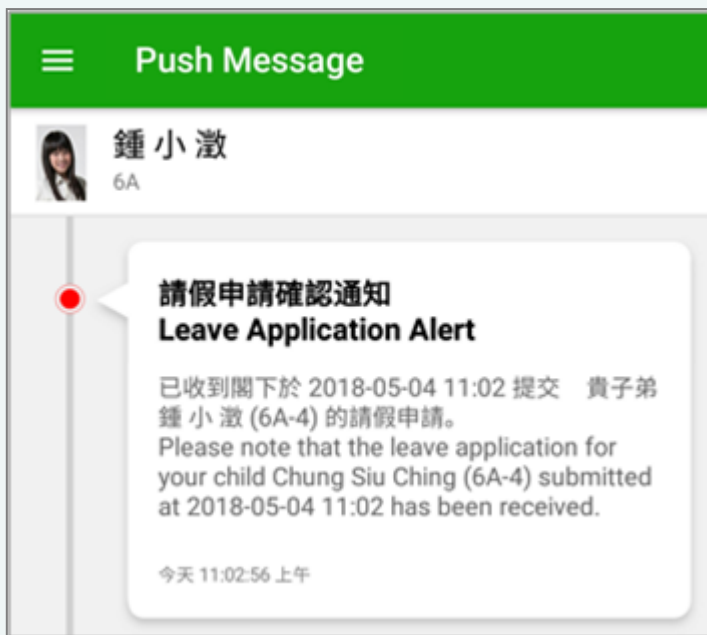 Push Message
鍾 小 澂
6A
請假申請確認通知
Leave Application Alert
已收到閣下於 2018-05-04 11:02 提交　貴子弟
鍾 小 澂 (6A-4) 的請假申請。
Please note that the leave application for
your child Chung Siu Ching (6A-4) submitted
at 2018-05-04 11:02 has been received.
今天 11:02:56 上午